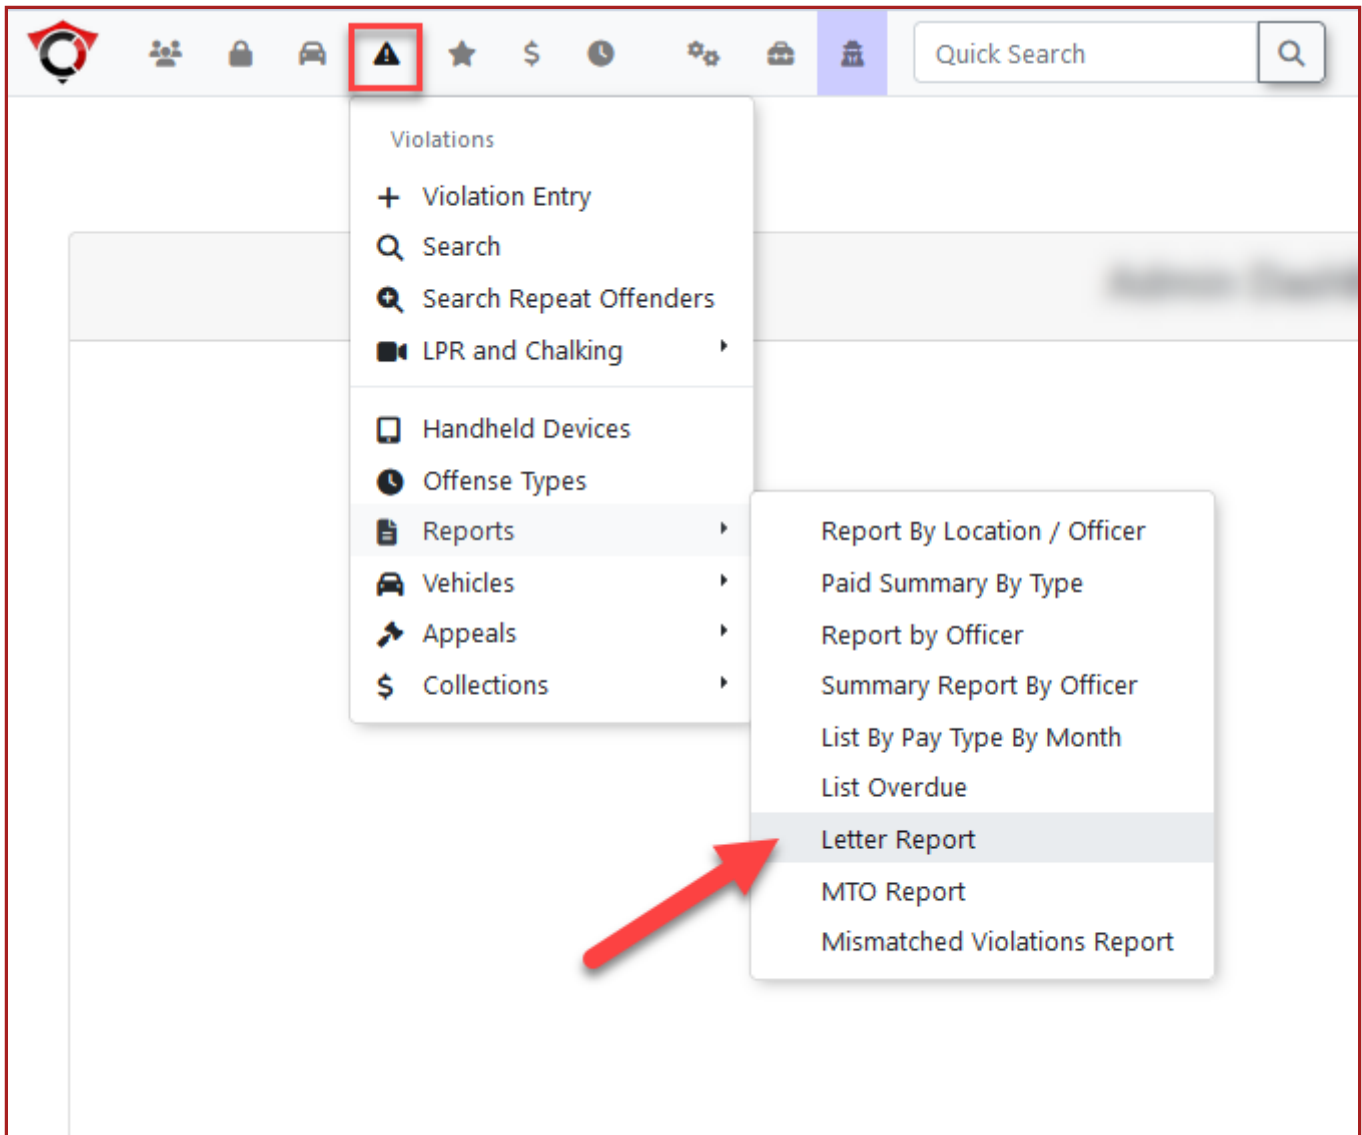 Quick Search
Violations
Violation Entry
Search
Search Repeat Offenders
LPR and Chalking
Handheld Devices
Offense Types
Reports
Vehicles
Appeals
Collections
Report By Location / Officer
Paid Summary By Type
Report by Officer
Summary Report By Officer
List By Pay Type By Month
List Overdue
Letter Report
MTO Report
Mismatched Violations Report